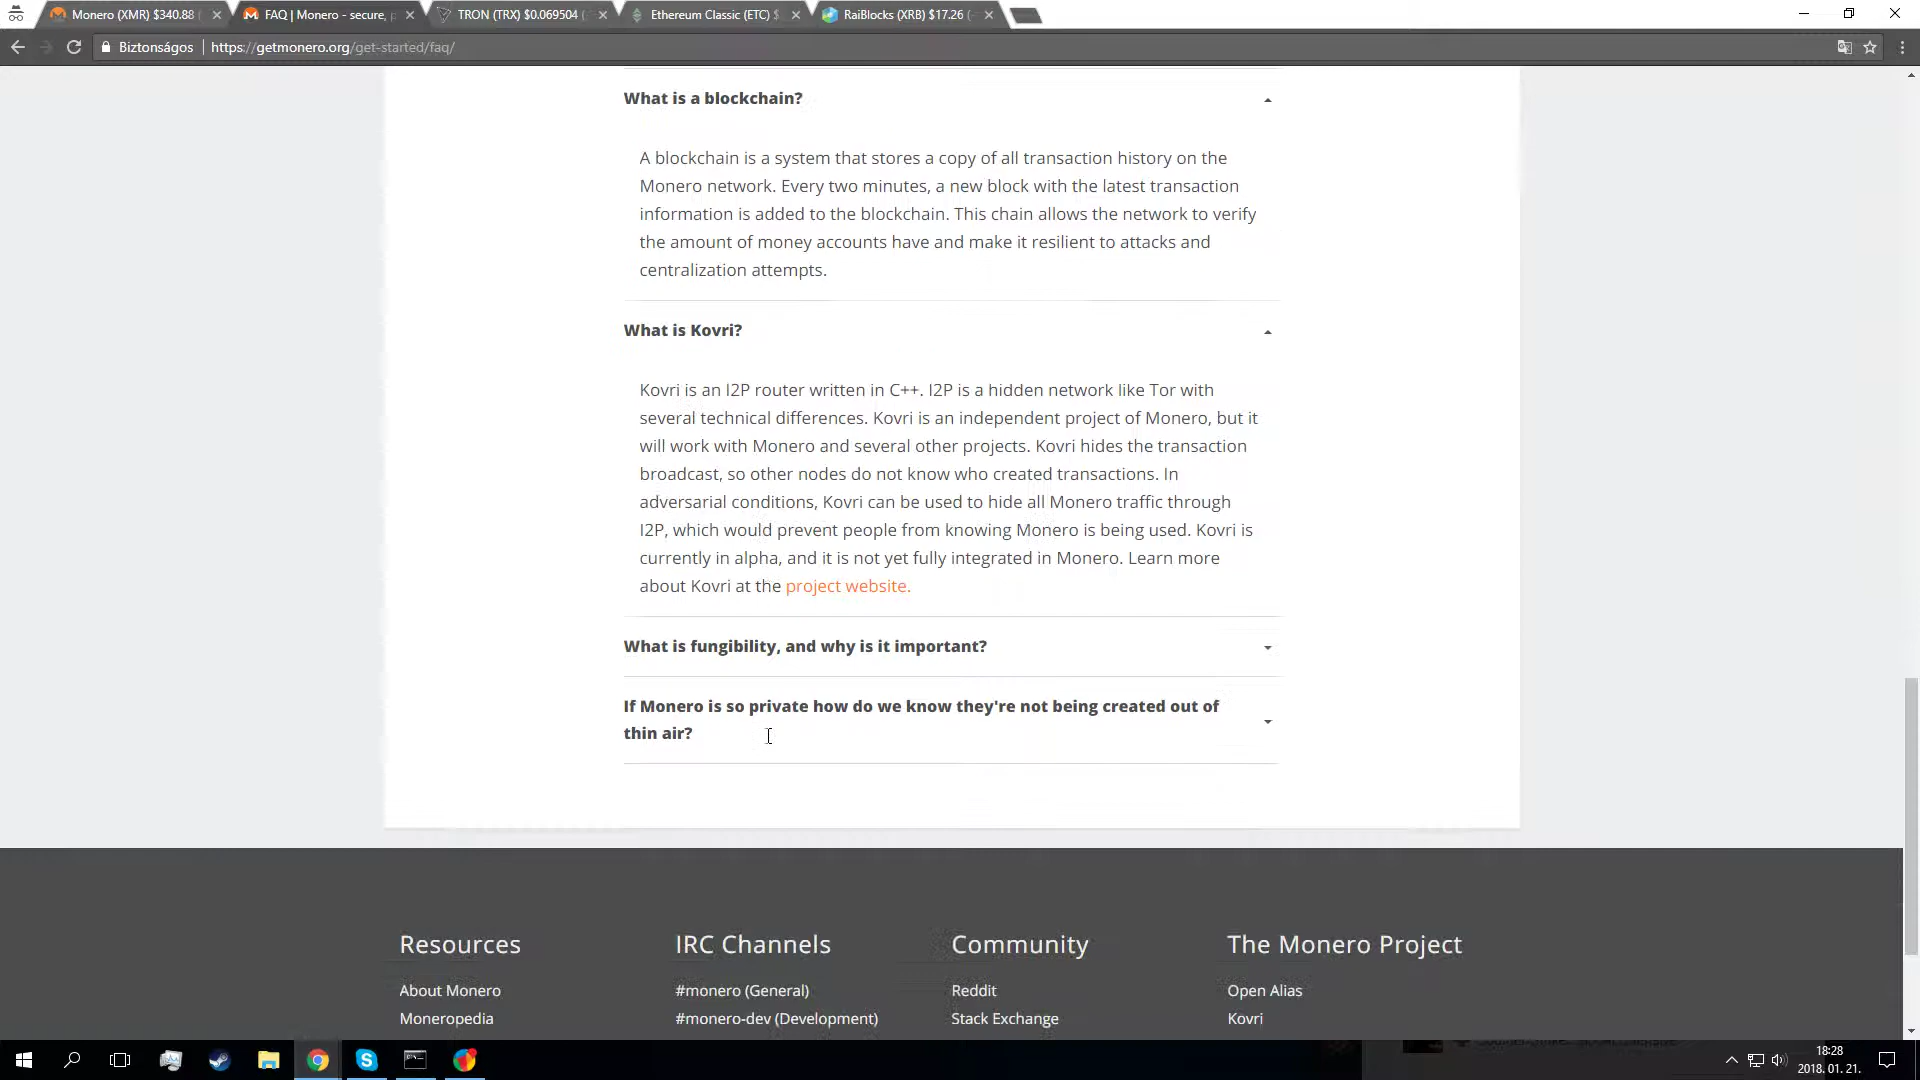 Monero (XMR) $340.88 (
FAQ | Monero - secure, p
TRON (TRX) $0.069504 (
Ethereum Classic (ETC) $
RaiBlocks (XRB) $17.26 (
Biztonságos
https://getmonero.org/get-started/faq/
What is a blockchain?
A blockchain is a system that stores a copy of all transaction history on the
Monero network. Every two minutes, a new block with the latest transaction
information is added to the blockchain. This chain allows the network to verify
the amount of money accounts have and make it resilient to attacks and
centralization attempts.
What is Kovri?
Kovri is an I2P router written in C++. I2P is a hidden network like Tor with
several technical differences. Kovri is an independent project of Monero, but it
will work with Monero and several other projects. Kovri hides the transaction
broadcast, so other nodes do not know who created transactions. In
adversarial conditions, Kovri can be used to hide all Monero traffic through
I2P, which would prevent people from knowing Monero is being used. Kovri is
currently in alpha, and it is not yet fully integrated in Monero. Learn more
about Kovri at the project website.
What is fungibility, and why is it important?
If Monero is so private how do we know they're not being created out of
thin air?
Resources
IRC Channels
Community
The Monero Project
About Monero
#monero (General)
Reddit
Open Alias
Moneropedia
#monero-dev (Development)
Stack Exchange
Kovri
18:28
2018. 01. 21.